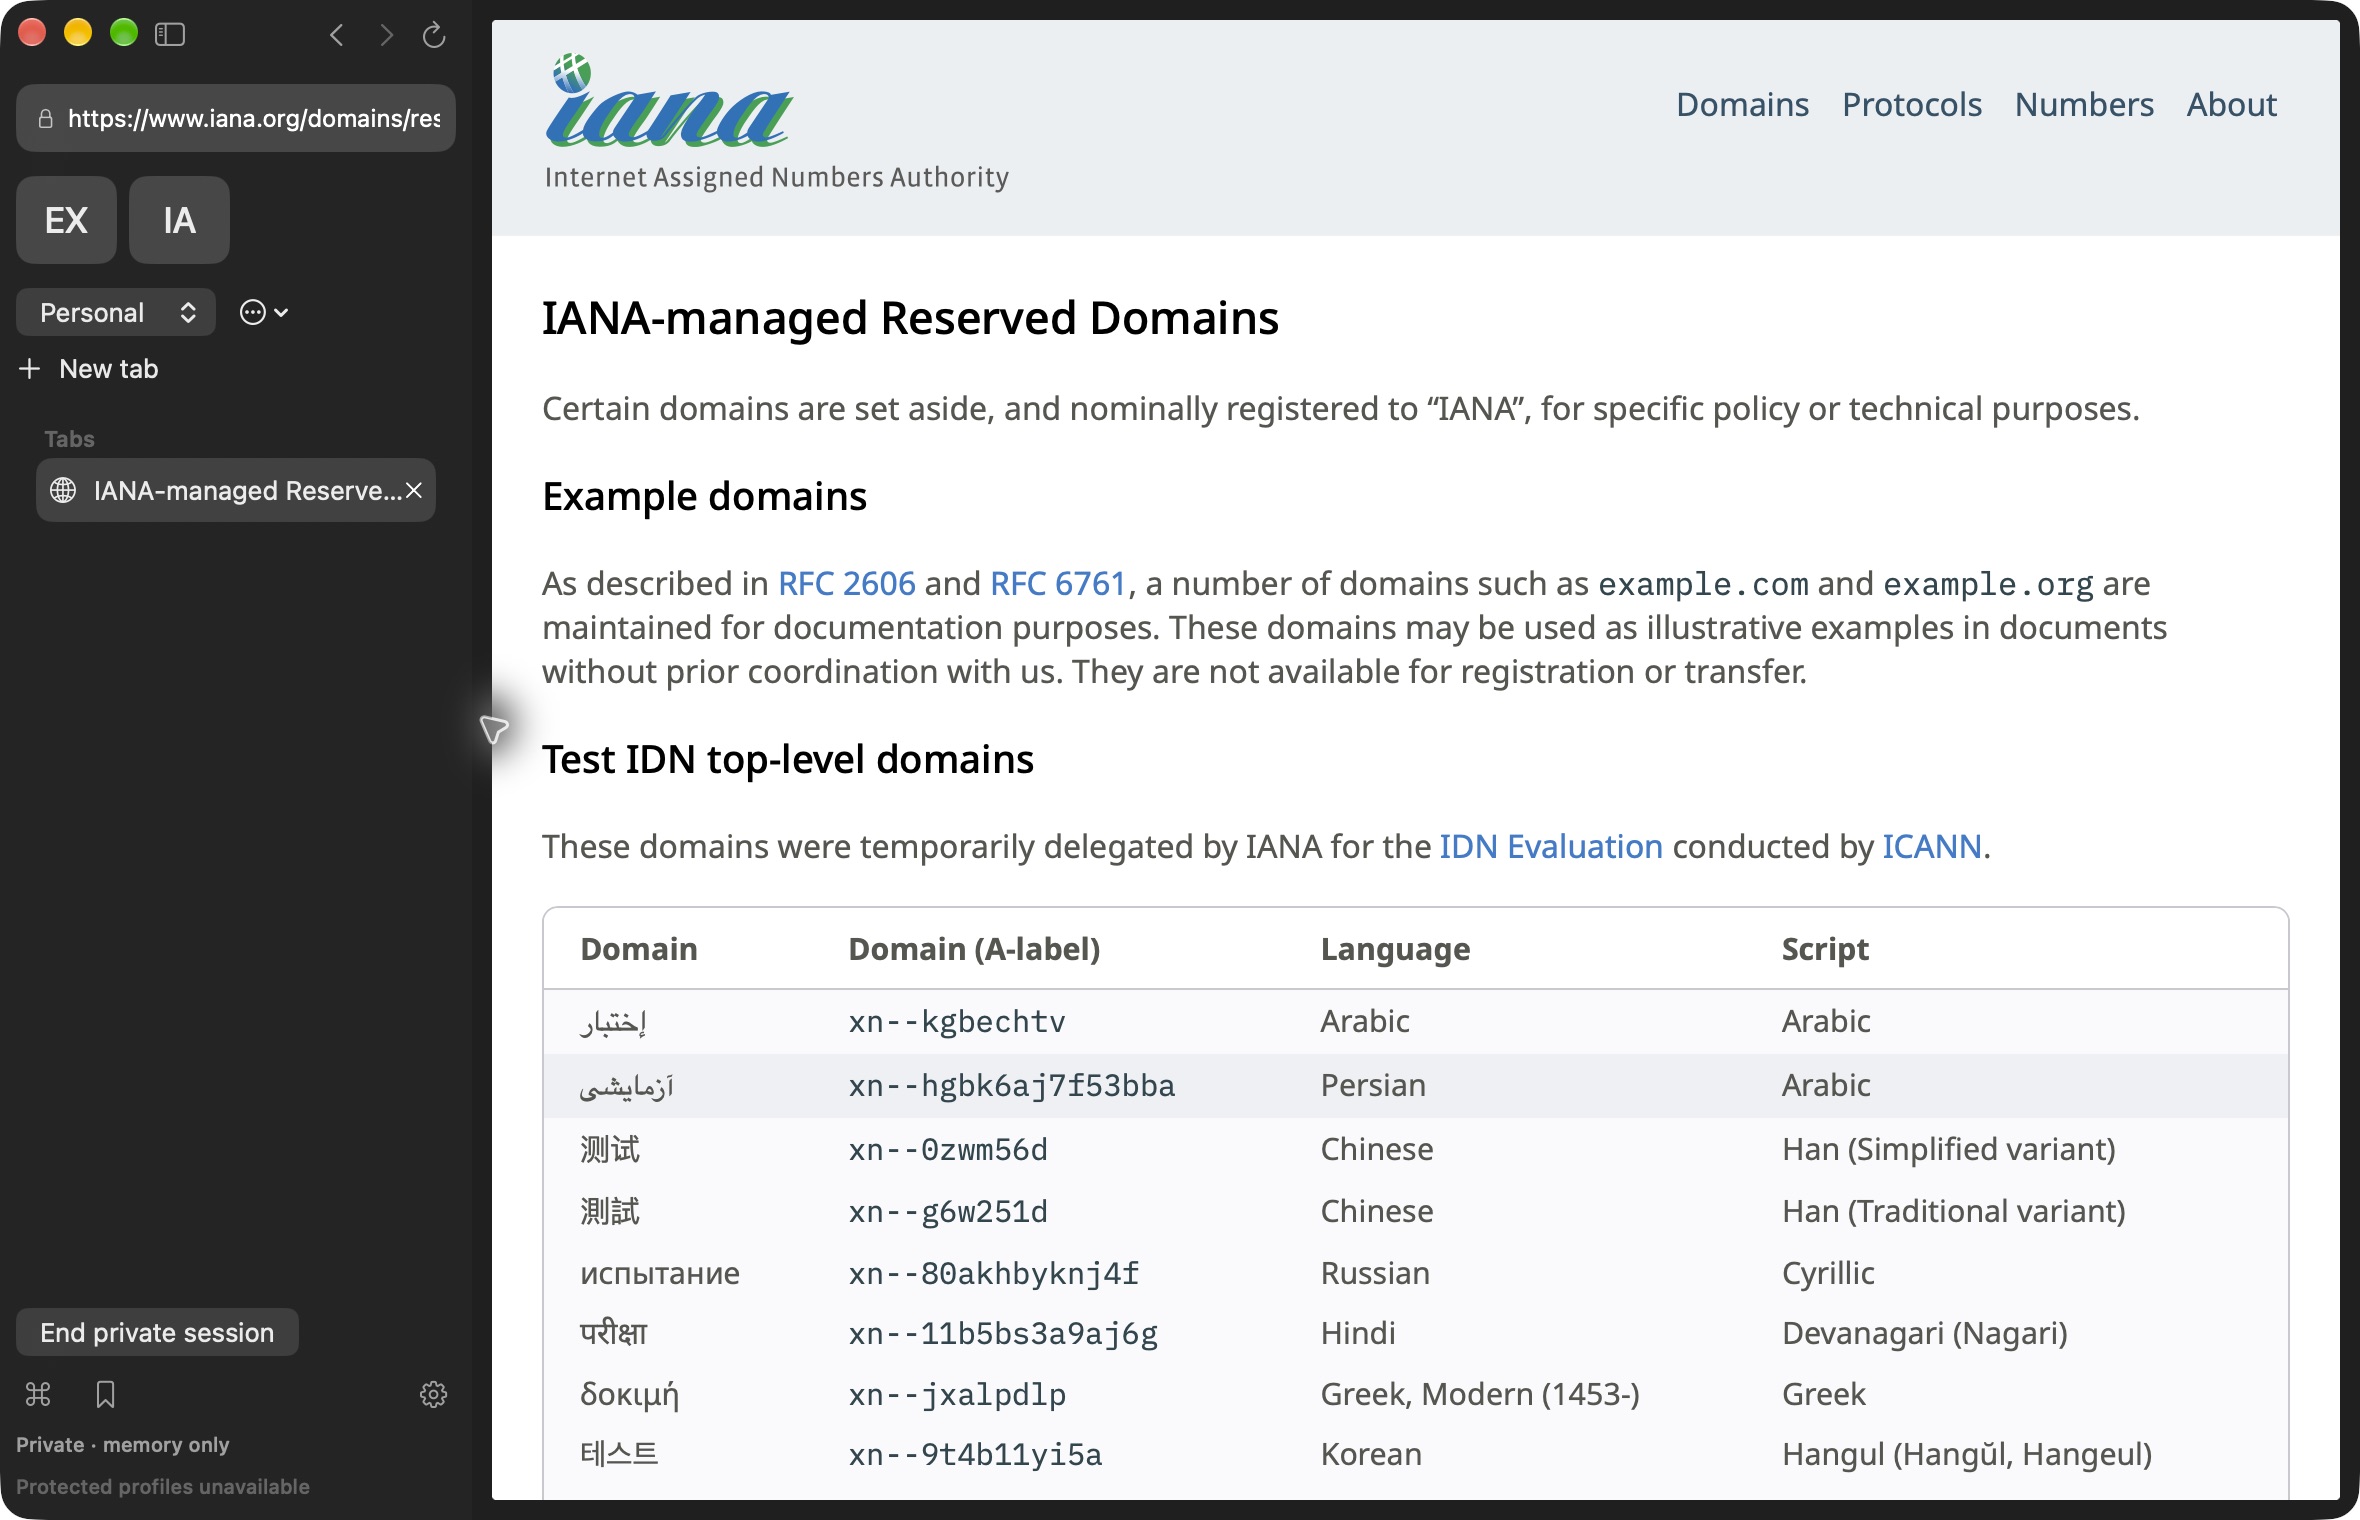 https://www.iana.org/domains/res
EX IA
Personal
New tab
Tabs
IANA-managed Reserve...
End private session
Private · memory only
Protected profiles unavailable
iana
Internet Assigned Numbers Authority
Domains Protocols Numbers About
IANA-managed Reserved Domains
Certain domains are set aside, and nominally registered to “IANA”, for specific policy or technical purposes.
Example domains
As described in RFC 2606 and RFC 6761, a number of domains such as example.com and example.org are
maintained for documentation purposes. These domains may be used as illustrative examples in documents
without prior coordination with us. They are not available for registration or transfer.
Test IDN top-level domains
These domains were temporarily delegated by IANA for the IDN Evaluation conducted by ICANN.
Domain Domain (A-label) Language Script
إختبار xn--kgbechtv Arabic Arabic
آزمایشی xn--hgbk6aj7f53bba Persian Arabic
测试 xn--0zwm56d Chinese Han (Simplified variant)
測試 xn--g6w251d Chinese Han (Traditional variant)
испытание xn--80akhbyknj4f Russian Cyrillic
परीक्षा xn--11b5bs3a9aj6g Hindi Devanagari (Nagari)
δοκιμή xn--jxalpdlp Greek, Modern (1453-) Greek
테스트 xn--9t4b11yi5a Korean Hangul (Hangŭl, Hangeul)